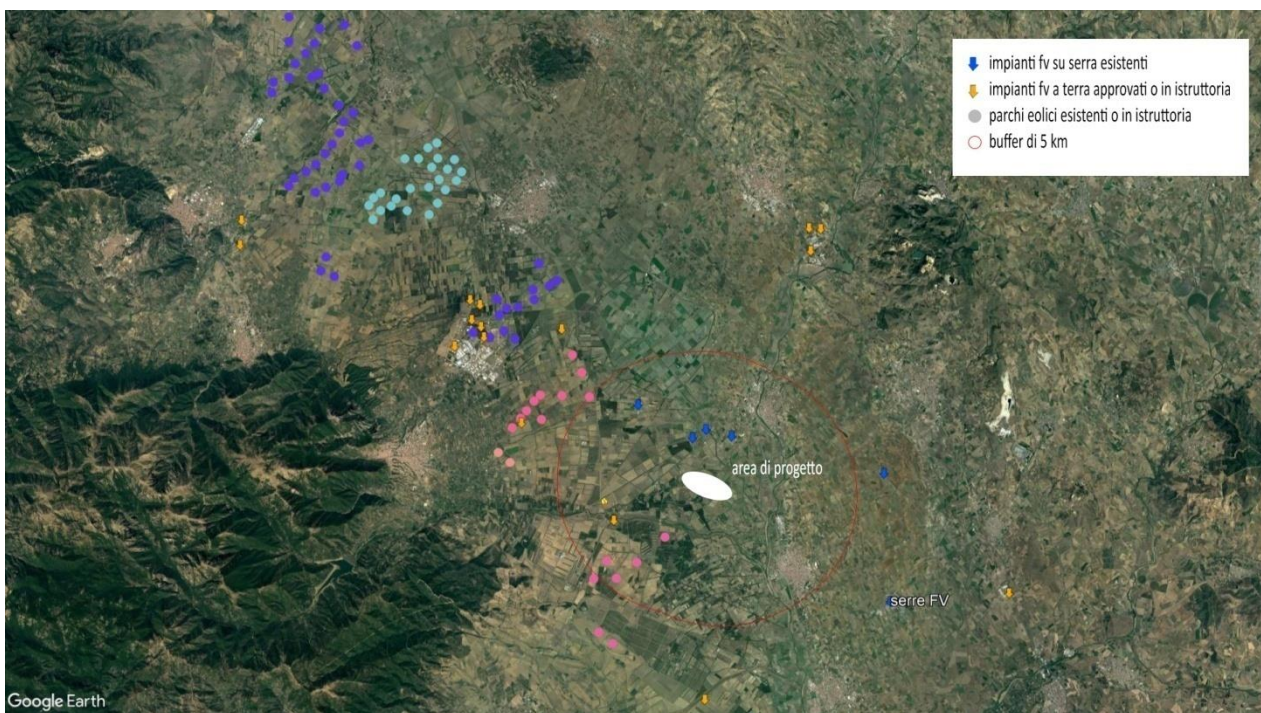 impianti fv su serra esistenti
impianti fv a terra approvati o in istruttoria
parchi eolici esistenti o in istruttoria
buffer di 5 km
area di progetto
serre FV
Google Earth